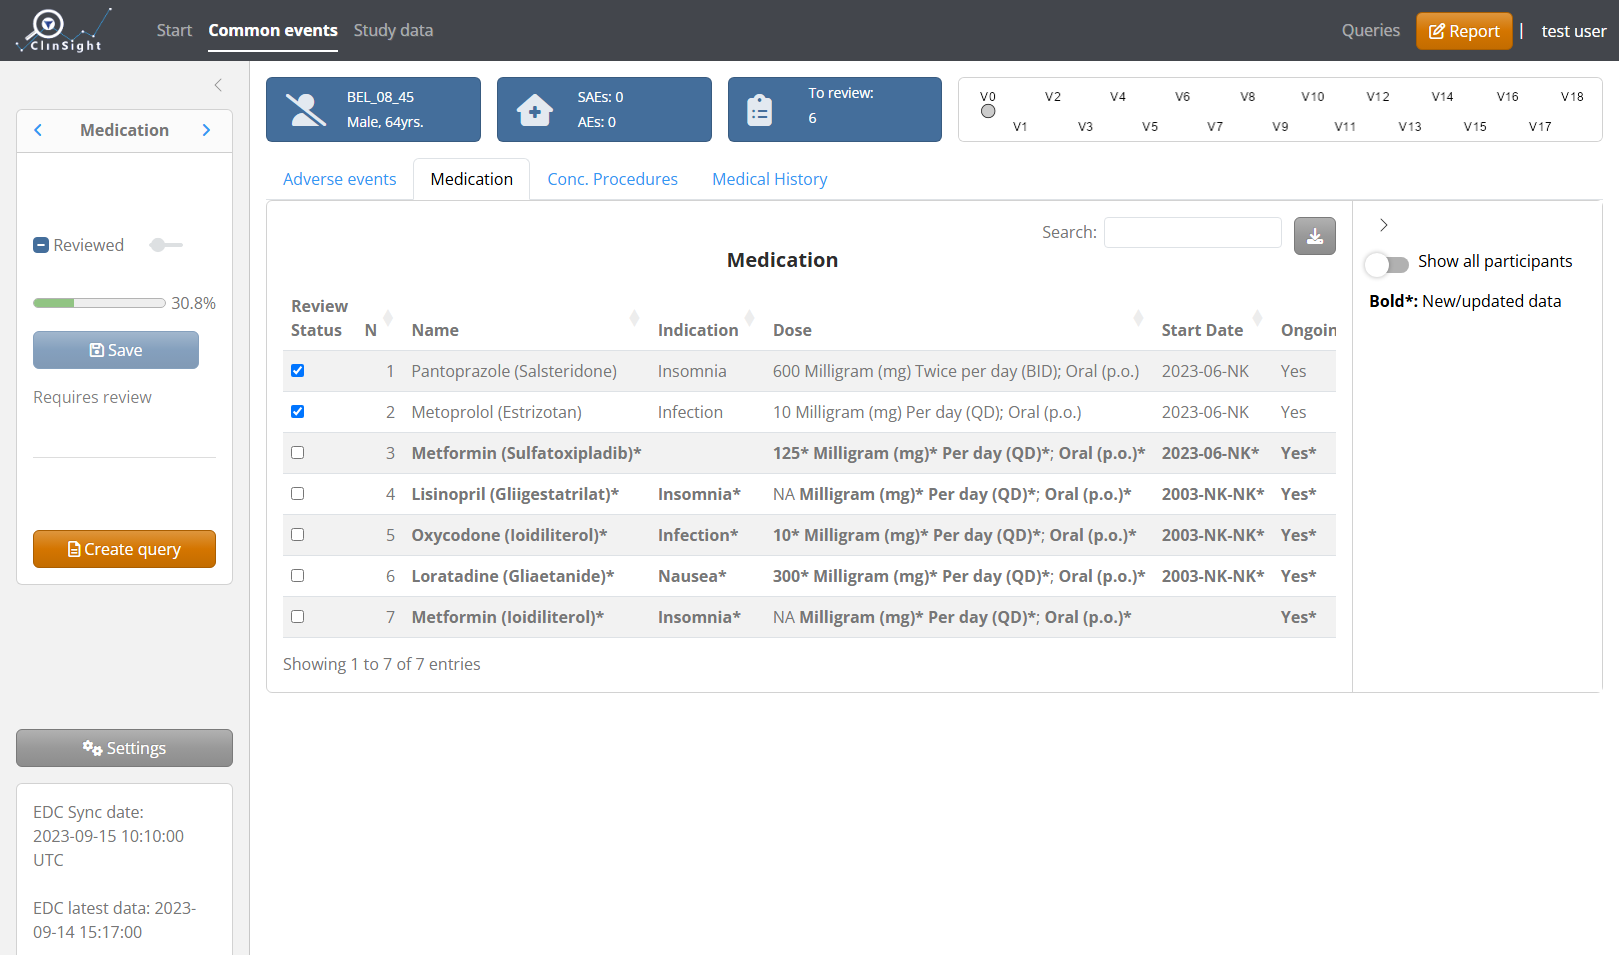 ClinSight
Start Common events Study data Queries Report | test user
BEL_08_45
Male, 64yrs.
SAEs: 0
AEs: 0
To review:
6
V0 V2 V4 V6 V8 V10 V12 V14 V16 V18
V1 V3 V5 V7 V9 V11 V13 V15 V17
Medication
Reviewed
30.8%
Save
Requires review
Create query
Settings
EDC Sync date:
2023-09-15 10:10:00
UTC
EDC latest data: 2023-
09-14 15:17:00
Adverse events Medication Conc. Procedures Medical History
Search:
Medication
Review
Status N Name Indication Dose Start Date Ongoin
1 Pantoprazole (Salsteridone) Insomnia 600 Milligram (mg) Twice per day (BID); Oral (p.o.) 2023-06-NK Yes
2 Metoprolol (Estrizotan) Infection 10 Milligram (mg) Per day (QD); Oral (p.o.) 2023-06-NK Yes
3 Metformin (Sulfatoxipladib)* 125* Milligram (mg)* Per day (QD)*; Oral (p.o.)* 2023-06-NK* Yes*
4 Lisinopril (Gliigestatrilat)* Insomnia* NA Milligram (mg)* Per day (QD)*; Oral (p.o.)* 2003-NK-NK* Yes*
5 Oxycodone (Ioidiliterol)* Infection* 10* Milligram (mg)* Per day (QD)*; Oral (p.o.)* 2003-NK-NK* Yes*
6 Loratadine (Gliaetanide)* Nausea* 300* Milligram (mg)* Per day (QD)*; Oral (p.o.)* 2003-NK-NK* Yes*
7 Metformin (Ioidiliterol)* Insomnia* NA Milligram (mg)* Per day (QD)*; Oral (p.o.)* Yes*
Showing 1 to 7 of 7 entries
Show all participants
Bold*: New/updated data